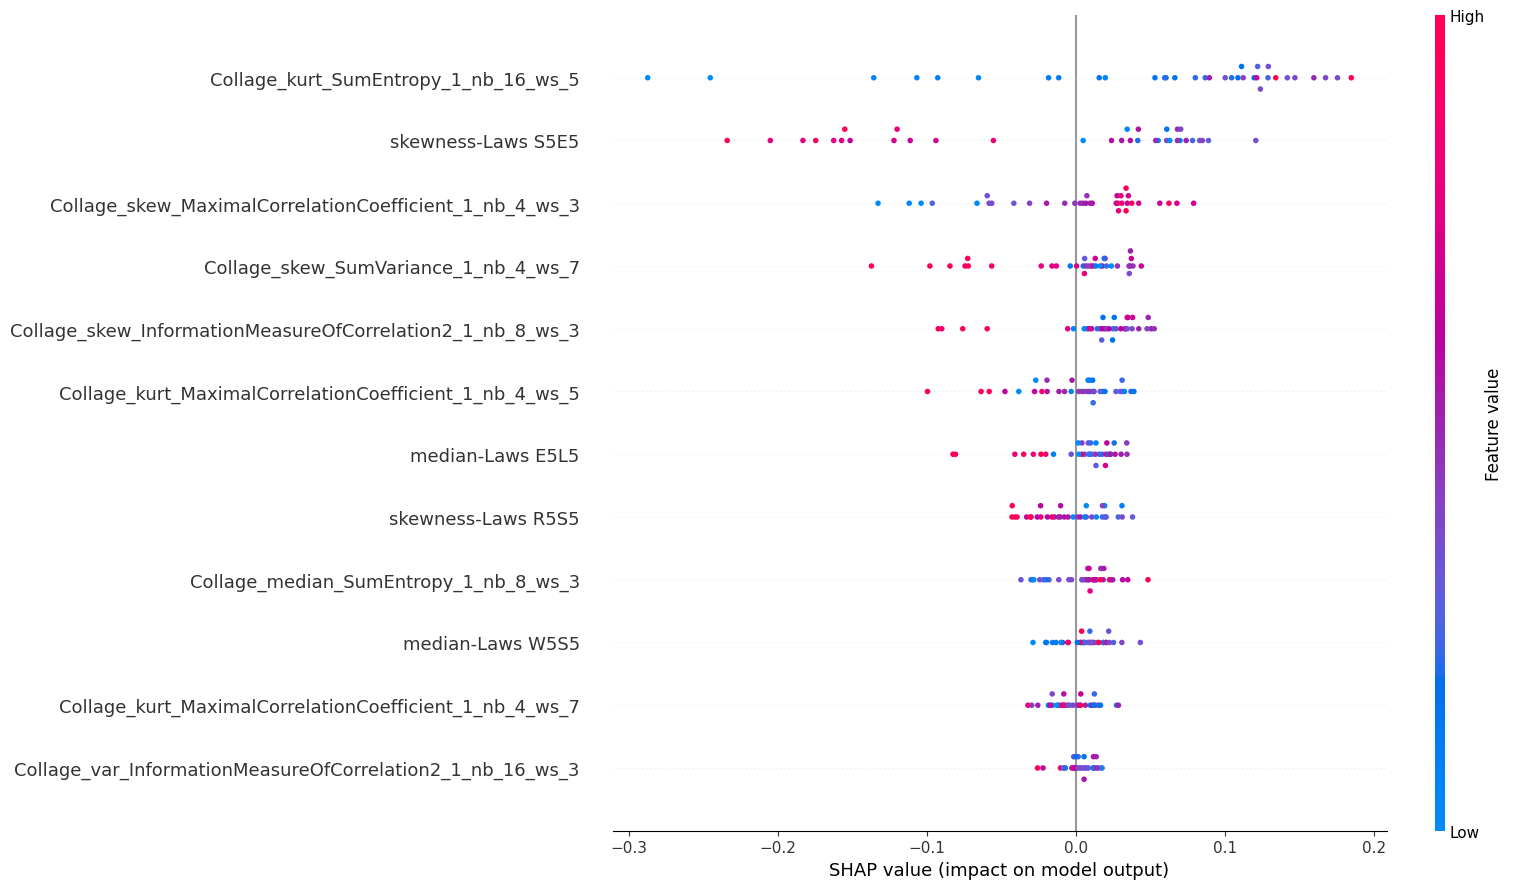 High
Collage_kurt_SumEntropy_1_nb_16_ws_5
skewness-Laws S5E5
Collage_skew_MaximalCorrelationCoefficient_1_nb_4_ws_3
Collage_skew_SumVariance_1_nb_4_ws_7
Collage_skew_InformationMeasureOfCorrelation2_1_nb_8_ws_3
Collage_kurt_MaximalCorrelationCoefficient_1_nb_4_ws_5
median-Laws E5L5
skewness-Laws R5S5
Collage_median_SumEntropy_1_nb_8_ws_3
median-Laws W5S5
Collage_kurt_MaximalCorrelationCoefficient_1_nb_4_ws_7
Collage_var_InformationMeasureOfCorrelation2_1_nb_16_ws_3
Feature value
Low
−0.3 −0.2 −0.1 0.0 0.1 0.2
SHAP value (impact on model output)